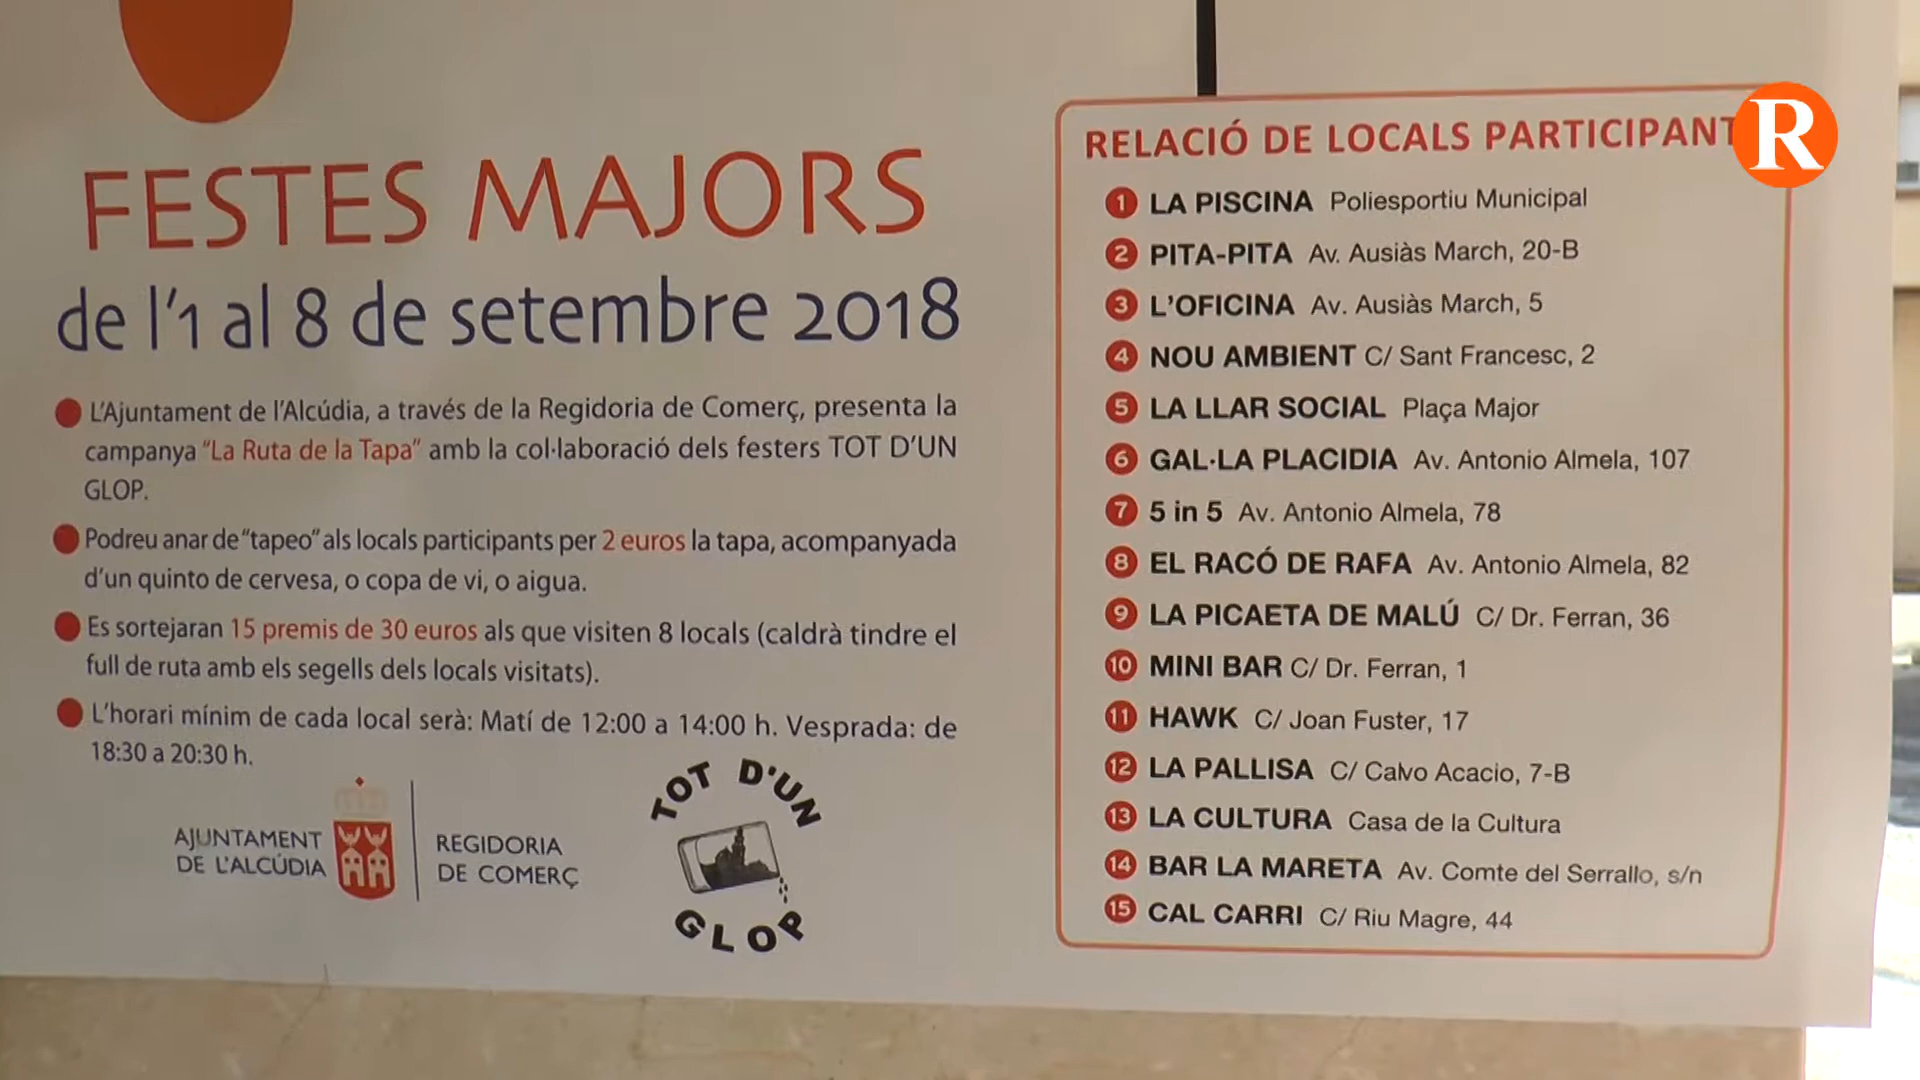 FESTES MAJORS
de l'1 al 8 de setembre 2018
L'Ajuntament de l'Alcúdia, a través de la Regidoria de Comerç, presenta la
campanya "La Ruta de la Tapa" amb la col·laboració dels festers TOT D'UN
GLOP.
Podreu anar de "tapeo" als locals participants per 2 euros la tapa, acompanyada
d'un quinto de cervesa, o copa de vi, o aigua.
Es sortejaran 15 premis de 30 euros als que visiten 8 locals (caldrà tindre el
full de ruta amb els segells dels locals visitats).
L'horari mínim de cada local serà: Matí de 12:00 a 14:00 h. Vesprada: de
18:30 a 20:30 h.
AJUNTAMENT
DE L'ALCÚDIA
REGIDORIA
DE COMERÇ
TOT D'UN
GLOP
RELACIÓ DE LOCALS PARTICIPANT
R
1 LA PISCINA Poliesportiu Municipal
2 PITA-PITA Av. Ausiàs March, 20-B
3 L'OFICINA Av. Ausiàs March, 5
4 NOU AMBIENT C/ Sant Francesc, 2
5 LA LLAR SOCIAL Plaça Major
6 GAL·LA PLACIDIA Av. Antonio Almela, 107
7 5 in 5 Av. Antonio Almela, 78
8 EL RACÓ DE RAFA Av. Antonio Almela, 82
9 LA PICAETA DE MALÚ C/ Dr. Ferran, 36
10 MINI BAR C/ Dr. Ferran, 1
11 HAWK C/ Joan Fuster, 17
12 LA PALLISA C/ Calvo Acacio, 7-B
13 LA CULTURA Casa de la Cultura
14 BAR LA MARETA Av. Comte del Serrallo, s/n
15 CAL CARRI C/ Riu Magre, 44